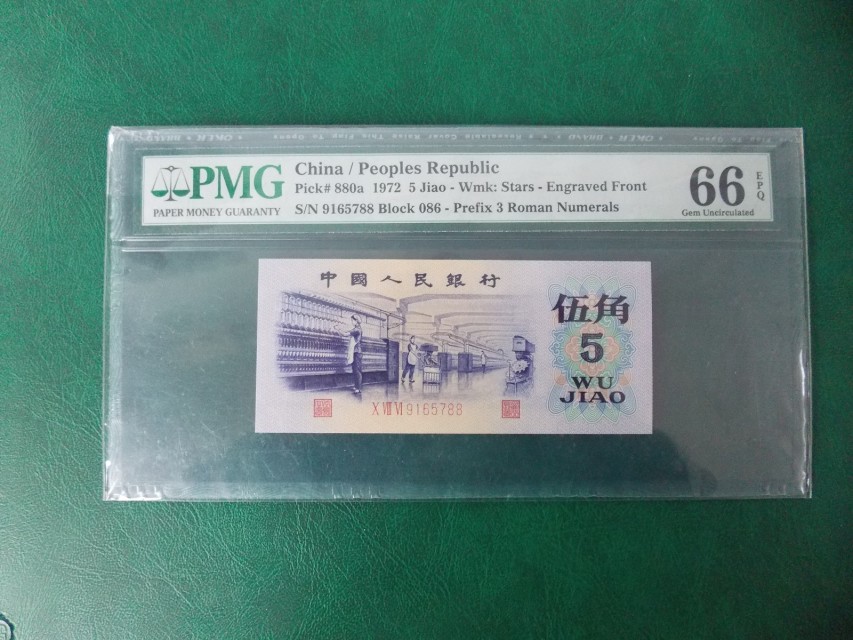 PMG
PAPER MONEY GUARANTY
China / Peoples Republic
Pick# 880a 1972 5 Jiao - Wmk: Stars - Engraved Front
S/N 9165788 Block 086 - Prefix 3 Roman Numerals
66 EPQ
Gem Uncirculated
中國人民銀行
伍角
5
WU
JIAO
X VIII VI 9165788